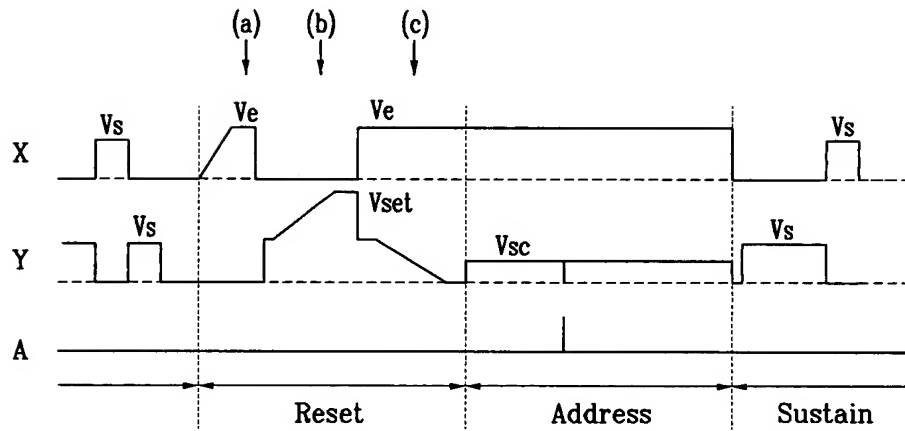 (a) (b) (c)
Vs Ve Ve Vs
X
Vset
Vs Vsc Vs
Y
A
Reset Address Sustain